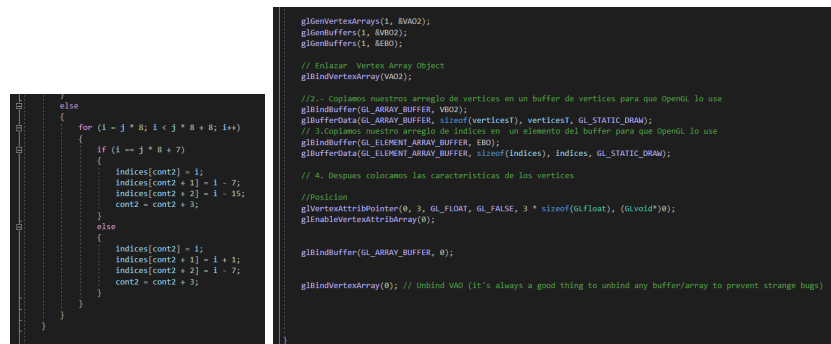 }
else
{
for (i = j * 8; i < j * 8 + 8; i++)
{
if (i == j * 8 + 7)
{
indices[cont2] = i;
indices[cont2 + 1] = i - 7;
indices[cont2 + 2] = i - 15;
cont2 = cont2 + 3;
}
else
{
indices[cont2] = i;
indices[cont2 + 1] = i + 1;
indices[cont2 + 2] = i - 7;
cont2 = cont2 + 3;
}
}
}
}
glGenVertexArrays(1, &VAO2);
glGenBuffers(1, &VBO2);
glGenBuffers(1, &EBO);
// Enlazar  Vertex Array Object
glBindVertexArray(VAO2);
//2.- Copiamos nuestros arreglo de vertices en un buffer de vertices para que OpenGL lo use
glBindBuffer(GL_ARRAY_BUFFER, VBO2);
glBufferData(GL_ARRAY_BUFFER, sizeof(verticesT), verticesT, GL_STATIC_DRAW);
// 3.Copiamos nuestro arreglo de indices en  un elemento del buffer para que OpenGL lo use
glBindBuffer(GL_ELEMENT_ARRAY_BUFFER, EBO);
glBufferData(GL_ELEMENT_ARRAY_BUFFER, sizeof(indices), indices, GL_STATIC_DRAW);
// 4. Despues colocamos las caracteristicas de los vertices
//Posicion
glVertexAttribPointer(0, 3, GL_FLOAT, GL_FALSE, 3 * sizeof(GLfloat), (GLvoid*)0);
glEnableVertexAttribArray(0);
glBindBuffer(GL_ARRAY_BUFFER, 0);
glBindVertexArray(0); // Unbind VAO (it's always a good thing to unbind any buffer/array to prevent strange bugs)
}